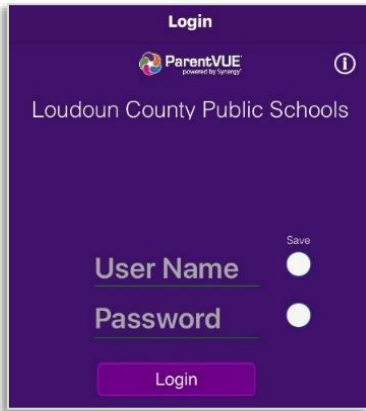 Login
ParentVUE
powered by Synergy
Loudoun County Public Schools
Save
User Name
Password
Login